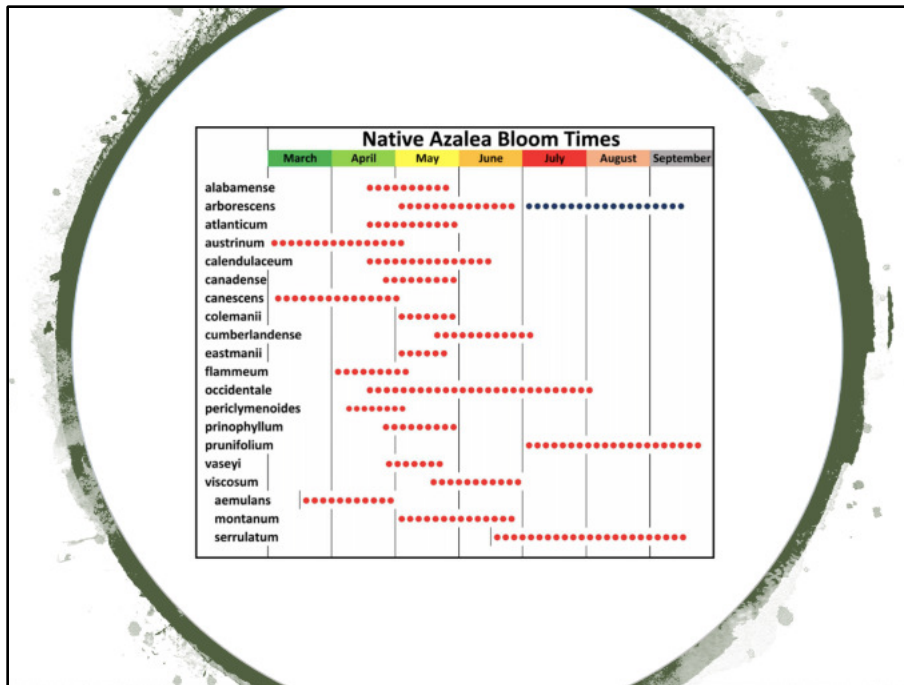 Native Azalea Bloom Times
March April May June July August September
alabamense
arborescens
atlanticum
austrinum
calendulaceum
canadense
canescens
colemanii
cumberlandense
eastmanii
flammeum
occidentale
periclymenoides
prinophyllum
prunifolium
vaseyi
viscosum
aemulans
montanum
serrulatum